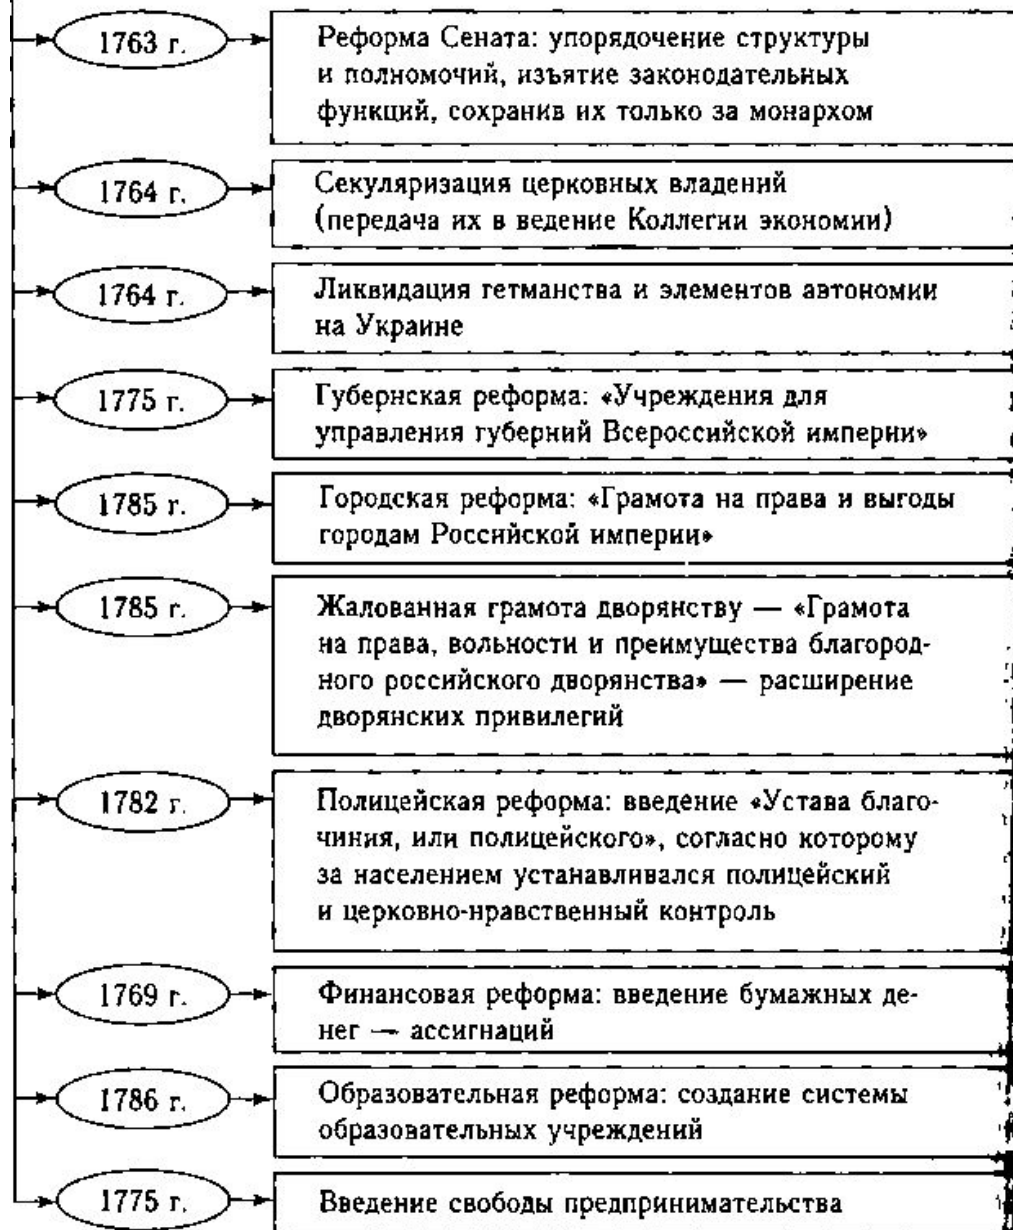 1763 г.
Реформа Сената: упорядочение структуры
и полномочий, изъятие законодательных
функций, сохранив их только за монархом
1764 г.
Секуляризация церковных владений
(передача их в ведение Коллегии экономии)
1764 г.
Ликвидация гетманства и элементов автономии
на Украине
1775 г.
Губернская реформа: «Учреждения для
управления губерний Всероссийской империи»
1785 г.
Городская реформа: «Грамота на права и выгоды
городам Российской империи»
1785 г.
Жалованная грамота дворянству — «Грамота
на права, вольности и преимущества благород-
ного российского дворянства» — расширение
дворянских привилегий
1782 г.
Полицейская реформа: введение «Устава благо-
чиния, или полицейского», согласно которому
за населением устанавливался полицейский
и церковно-нравственный контроль
1769 г.
Финансовая реформа: введение бумажных де-
нег — ассигнаций
1786 г.
Образовательная реформа: создание системы
образовательных учреждений
1775 г.
Введение свободы предпринимательства